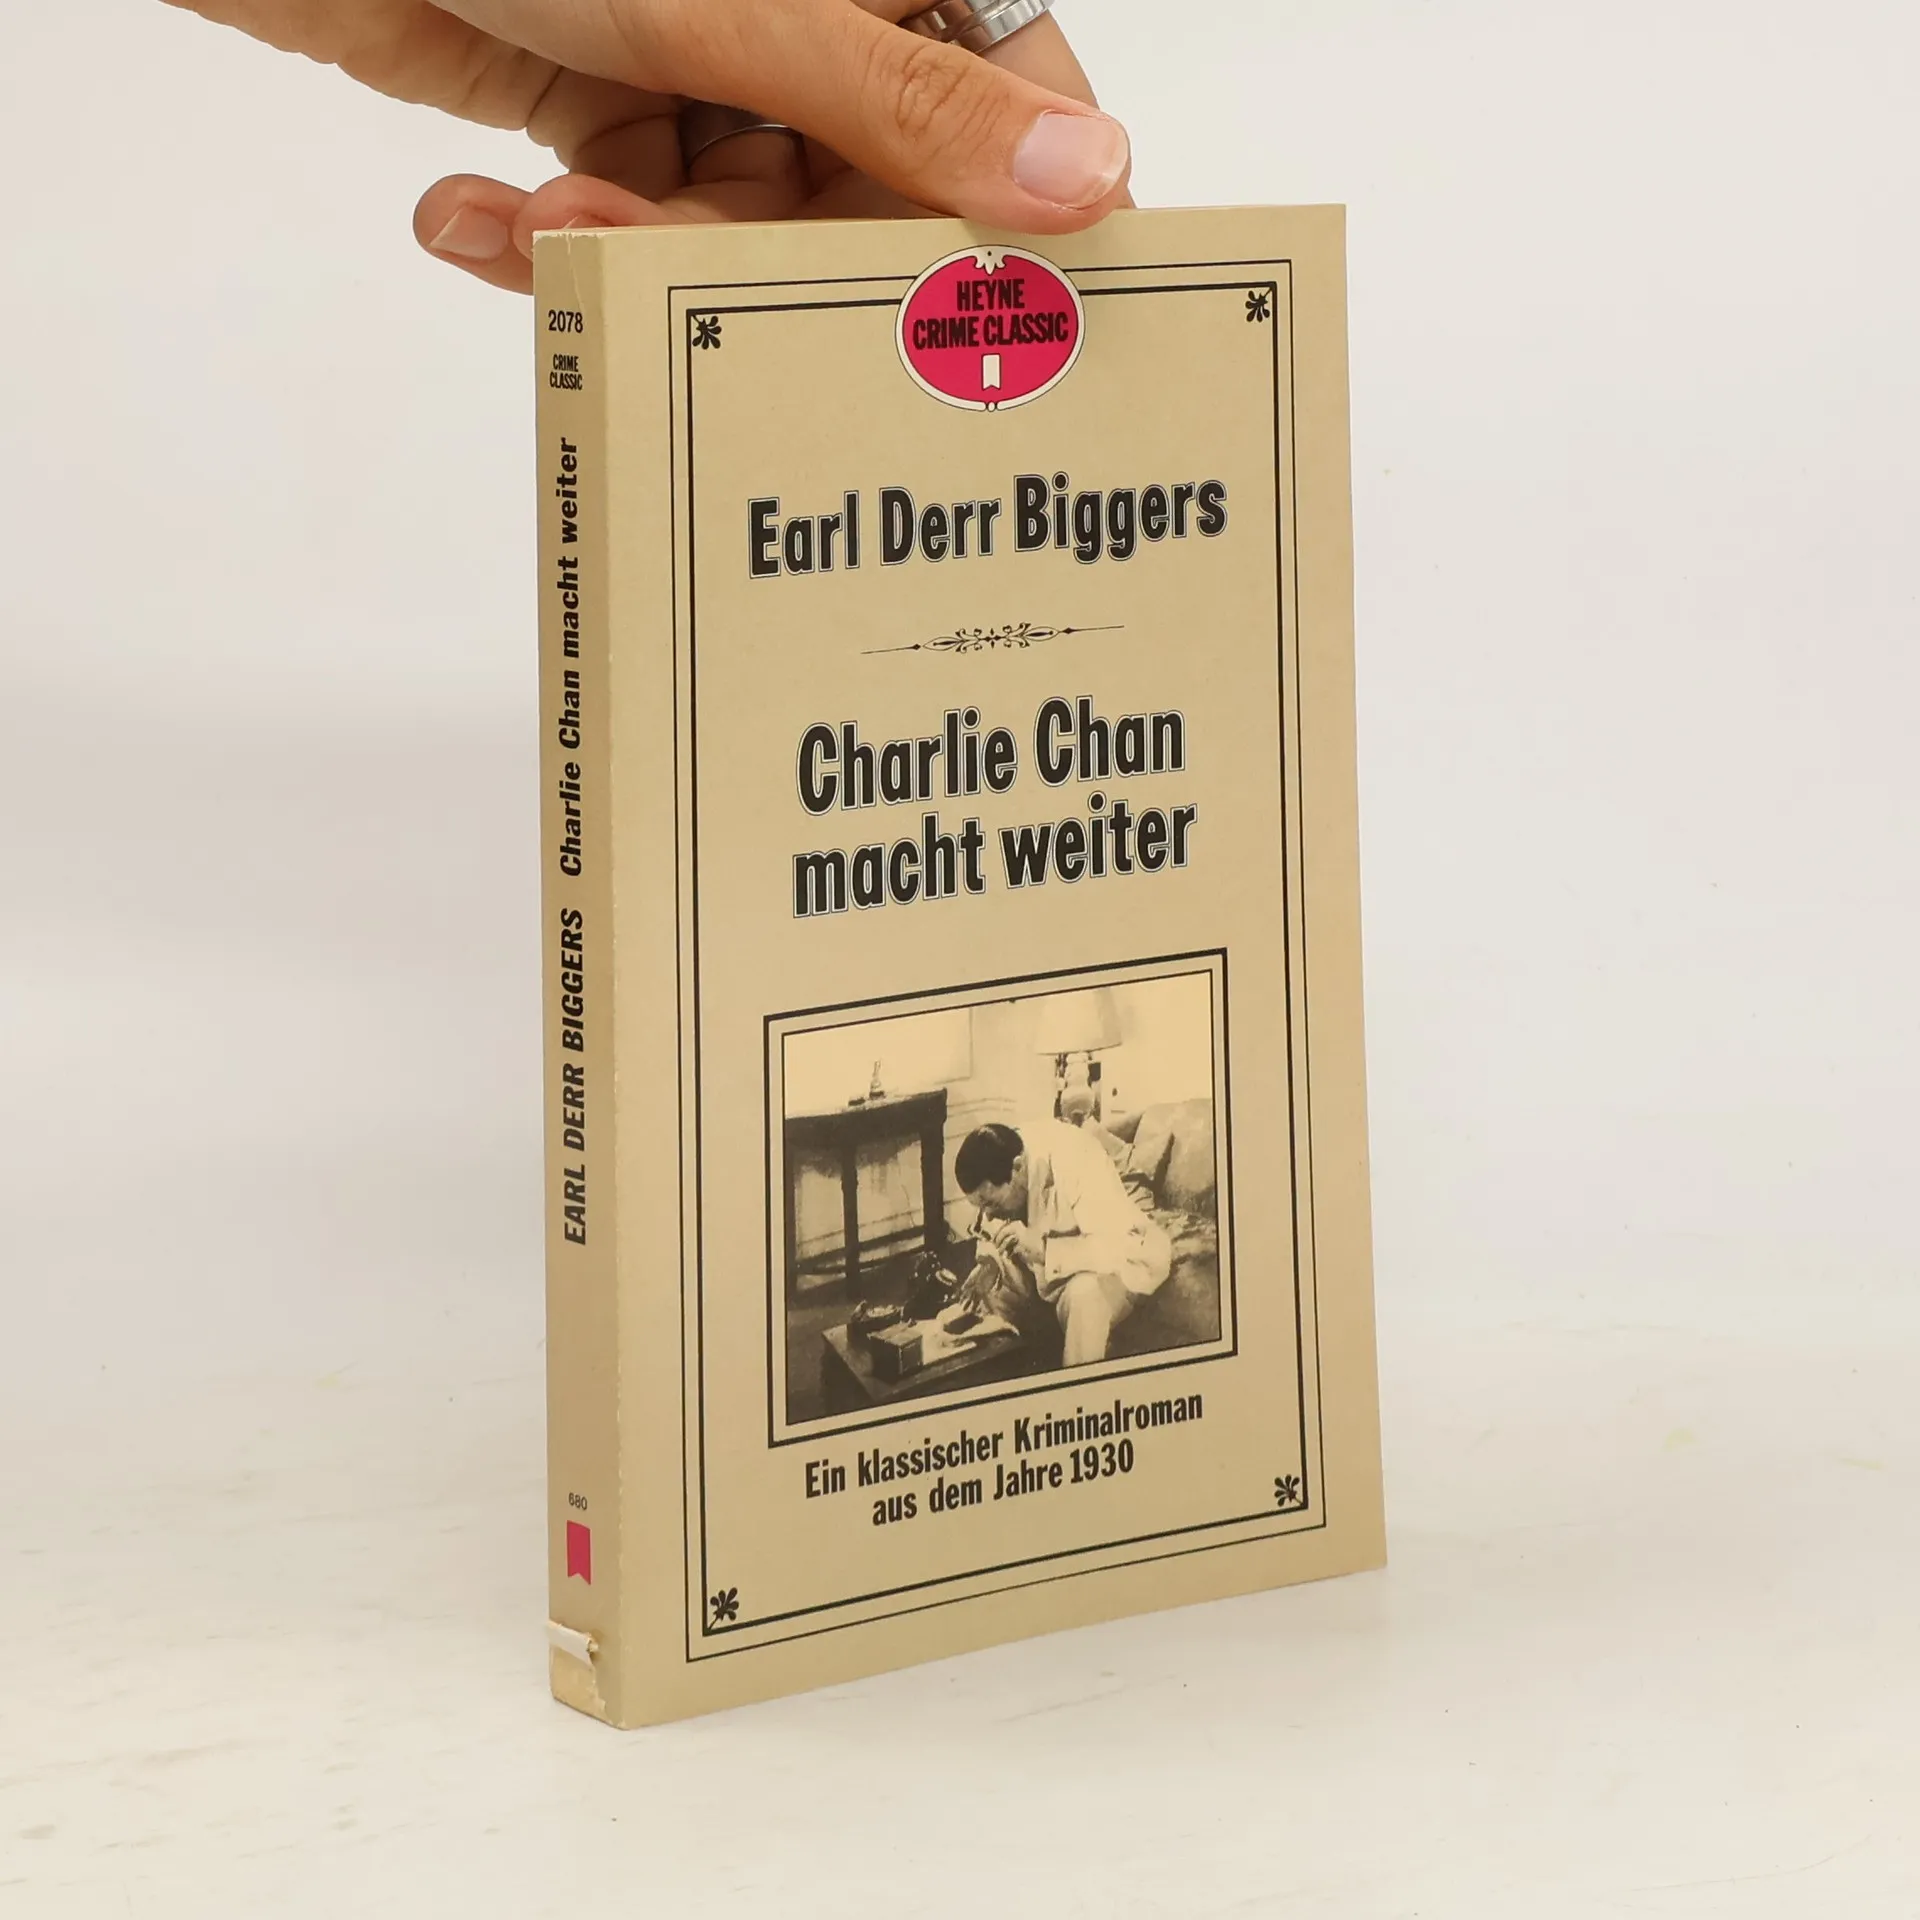 2078
CRIME
CLASSIC
EARL DERR BIGGERS Charlie Chan macht weiter
680
HEYNE
CRIME CLASSIC
Earl Derr Biggers
Charlie Chan
macht weiter
Ein klassischer Kriminalroman
aus dem Jahre 1930